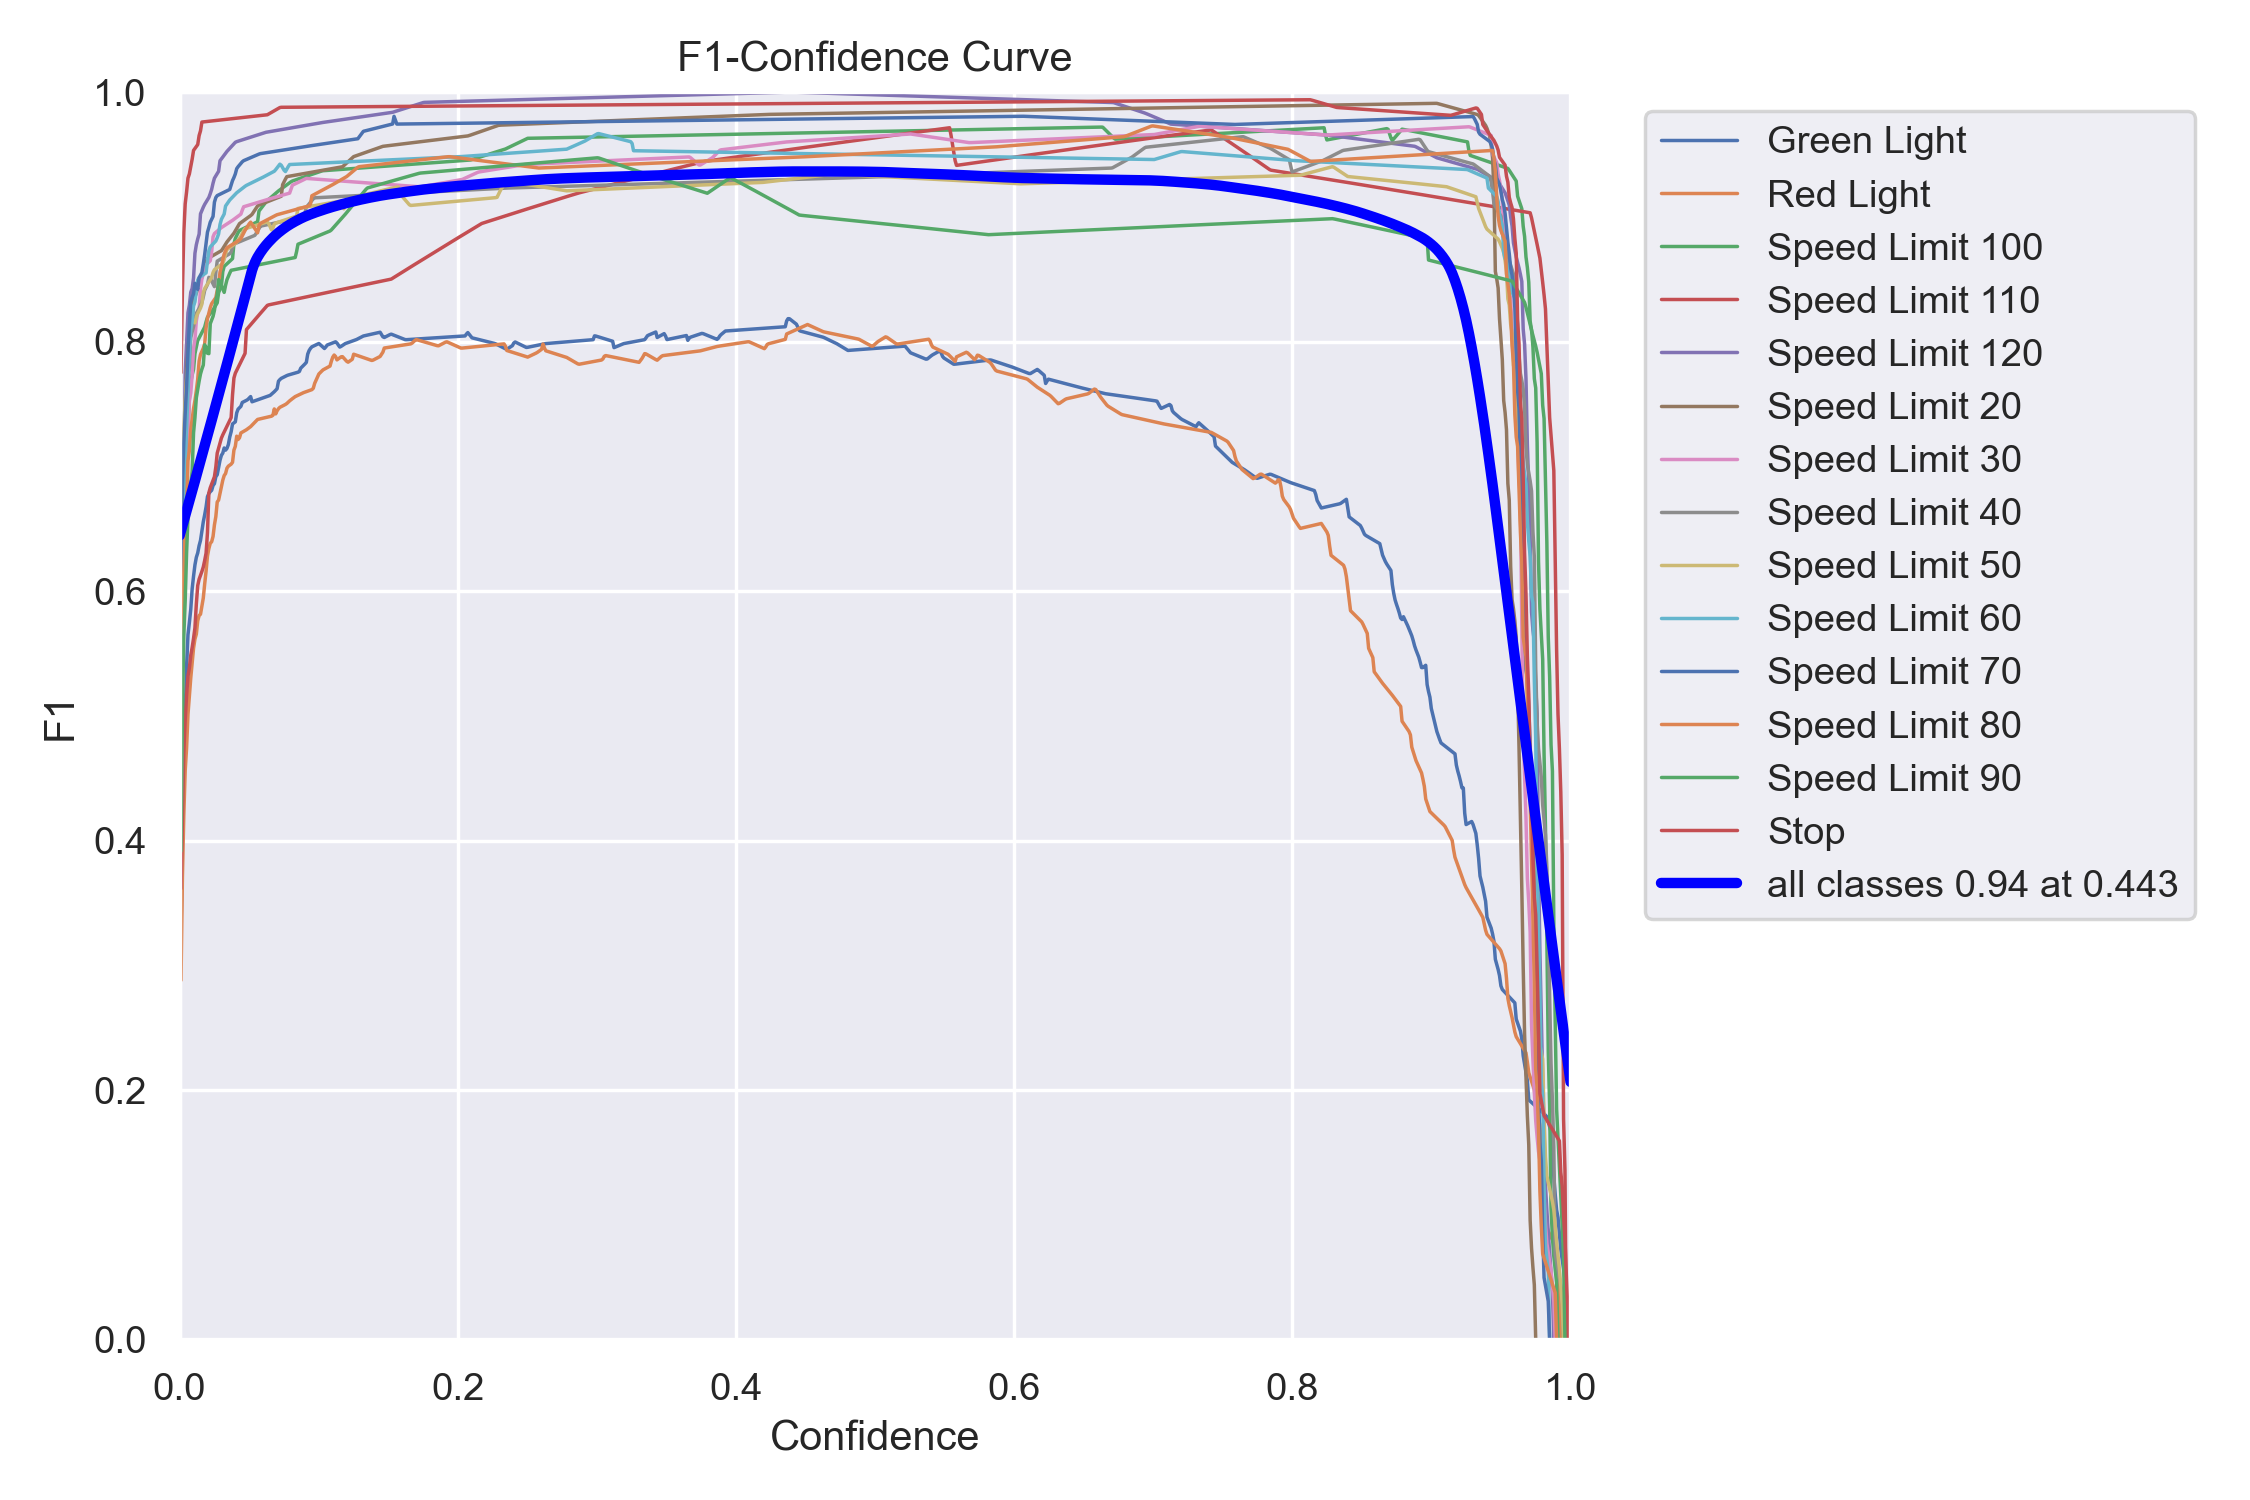 F1-Confidence Curve
1.0
0.8
0.6
0.4
0.2
0.0
F1
0.0 0.2 0.4 0.6 0.8 1.0
Confidence
Green Light
Red Light
Speed Limit 100
Speed Limit 110
Speed Limit 120
Speed Limit 20
Speed Limit 30
Speed Limit 40
Speed Limit 50
Speed Limit 60
Speed Limit 70
Speed Limit 80
Speed Limit 90
Stop
all classes 0.94 at 0.443